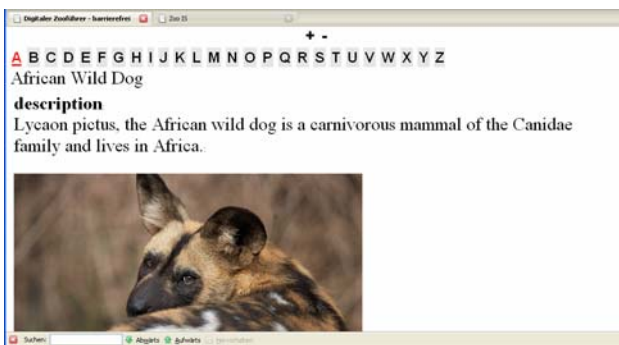 Digitaler Zooführer - barrierefrei Zoo IS
+ -
A B C D E F G H I J K L M N O P Q R S T U V W X Y Z
African Wild Dog
description
Lycaon pictus, the African wild dog is a carnivorous mammal of the Canidae
family and lives in Africa.
Suchen: Abwärts Aufwärts Hervorheben